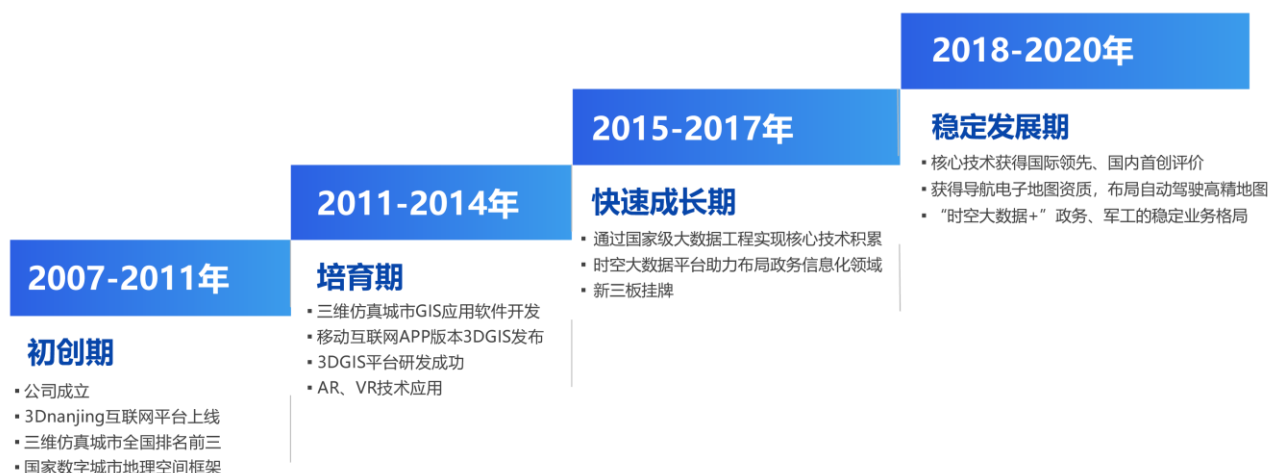 2007-2011年
初创期
▪ 公司成立
▪ 3Dnanjing互联网平台上线
▪ 三维仿真城市全国排名前三
▪ 国家数字城市地理空间框架
2011-2014年
培育期
▪ 三维仿真城市GIS应用软件开发
▪ 移动互联网APP版本3DGIS发布
▪ 3DGIS平台研发成功
▪ AR、VR技术应用
2015-2017年
快速成长期
▪ 通过国家级大数据工程实现核心技术积累
▪ 时空大数据平台助力布局政务信息化领域
▪ 新三板挂牌
2018-2020年
稳定发展期
▪ 核心技术获得国际领先、国内首创评价
▪ 获得导航电子地图资质，布局自动驾驶高精地图
▪ “时空大数据+”政务、军工的稳定业务格局